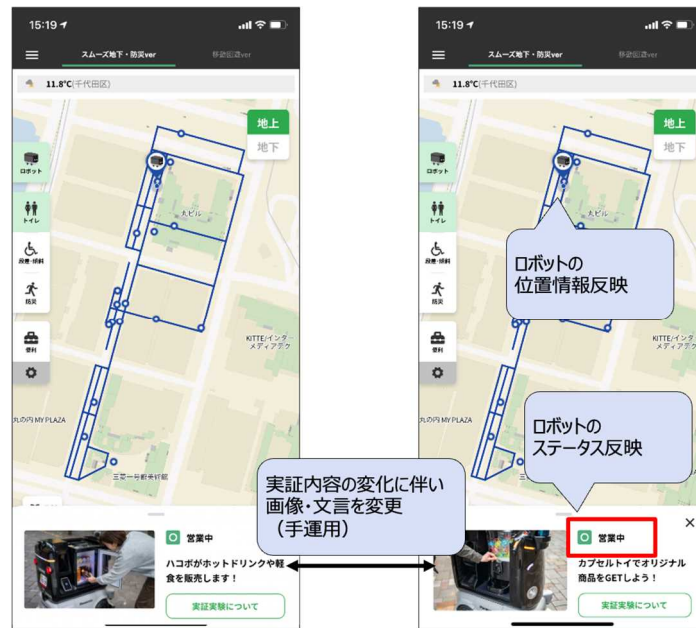 15:19
スムーズ地下・防災ver
移動回遊ver
11.8°C(千代田区)
地上
地下
ロボット
トイレ
段差・傾斜
防災
便利
丸ビル
KITTE/インター
メディアテク
丸の内 MY PLAZA
三菱一号館美術館
営業中
ハコボがホットドリンクや軽
食を販売します！
実証実験について
実証内容の変化に伴い
画像・文言を変更
（手運用）
15:19
スムーズ地下・防災ver
移動回遊ver
11.8°C(千代田区)
地上
地下
ロボット
トイレ
段差・傾斜
防災
便利
丸ビル
ロボットの
位置情報反映
KITTE/インター
メディアテク
丸の内 MY PLAZA
ロボットの
ステータス反映
営業中
カプセルトイでオリジナル
商品をGETしよう！
実証実験について